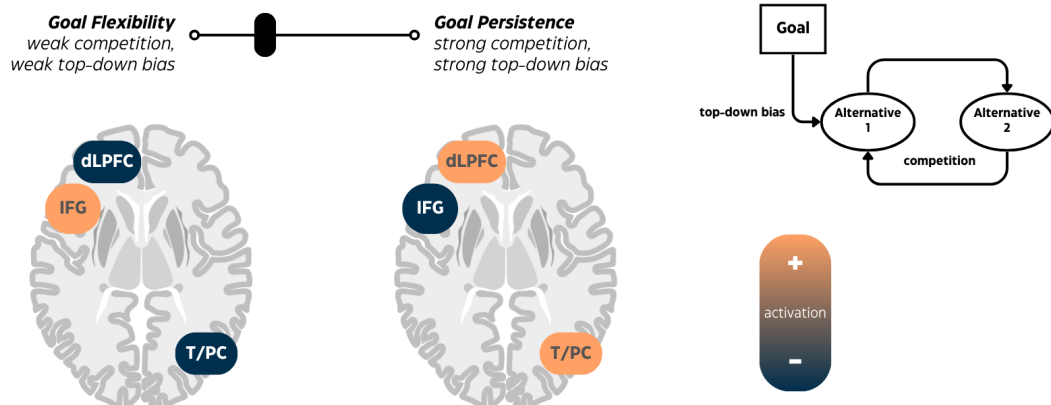 Goal Flexibility
weak competition,
weak top-down bias
Goal Persistence
strong competition,
strong top-down bias
dLPFC
IFG
T/PC
dLPFC
IFG
T/PC
Goal
top-down bias
Alternative
1
Alternative
2
competition
+
activation
-